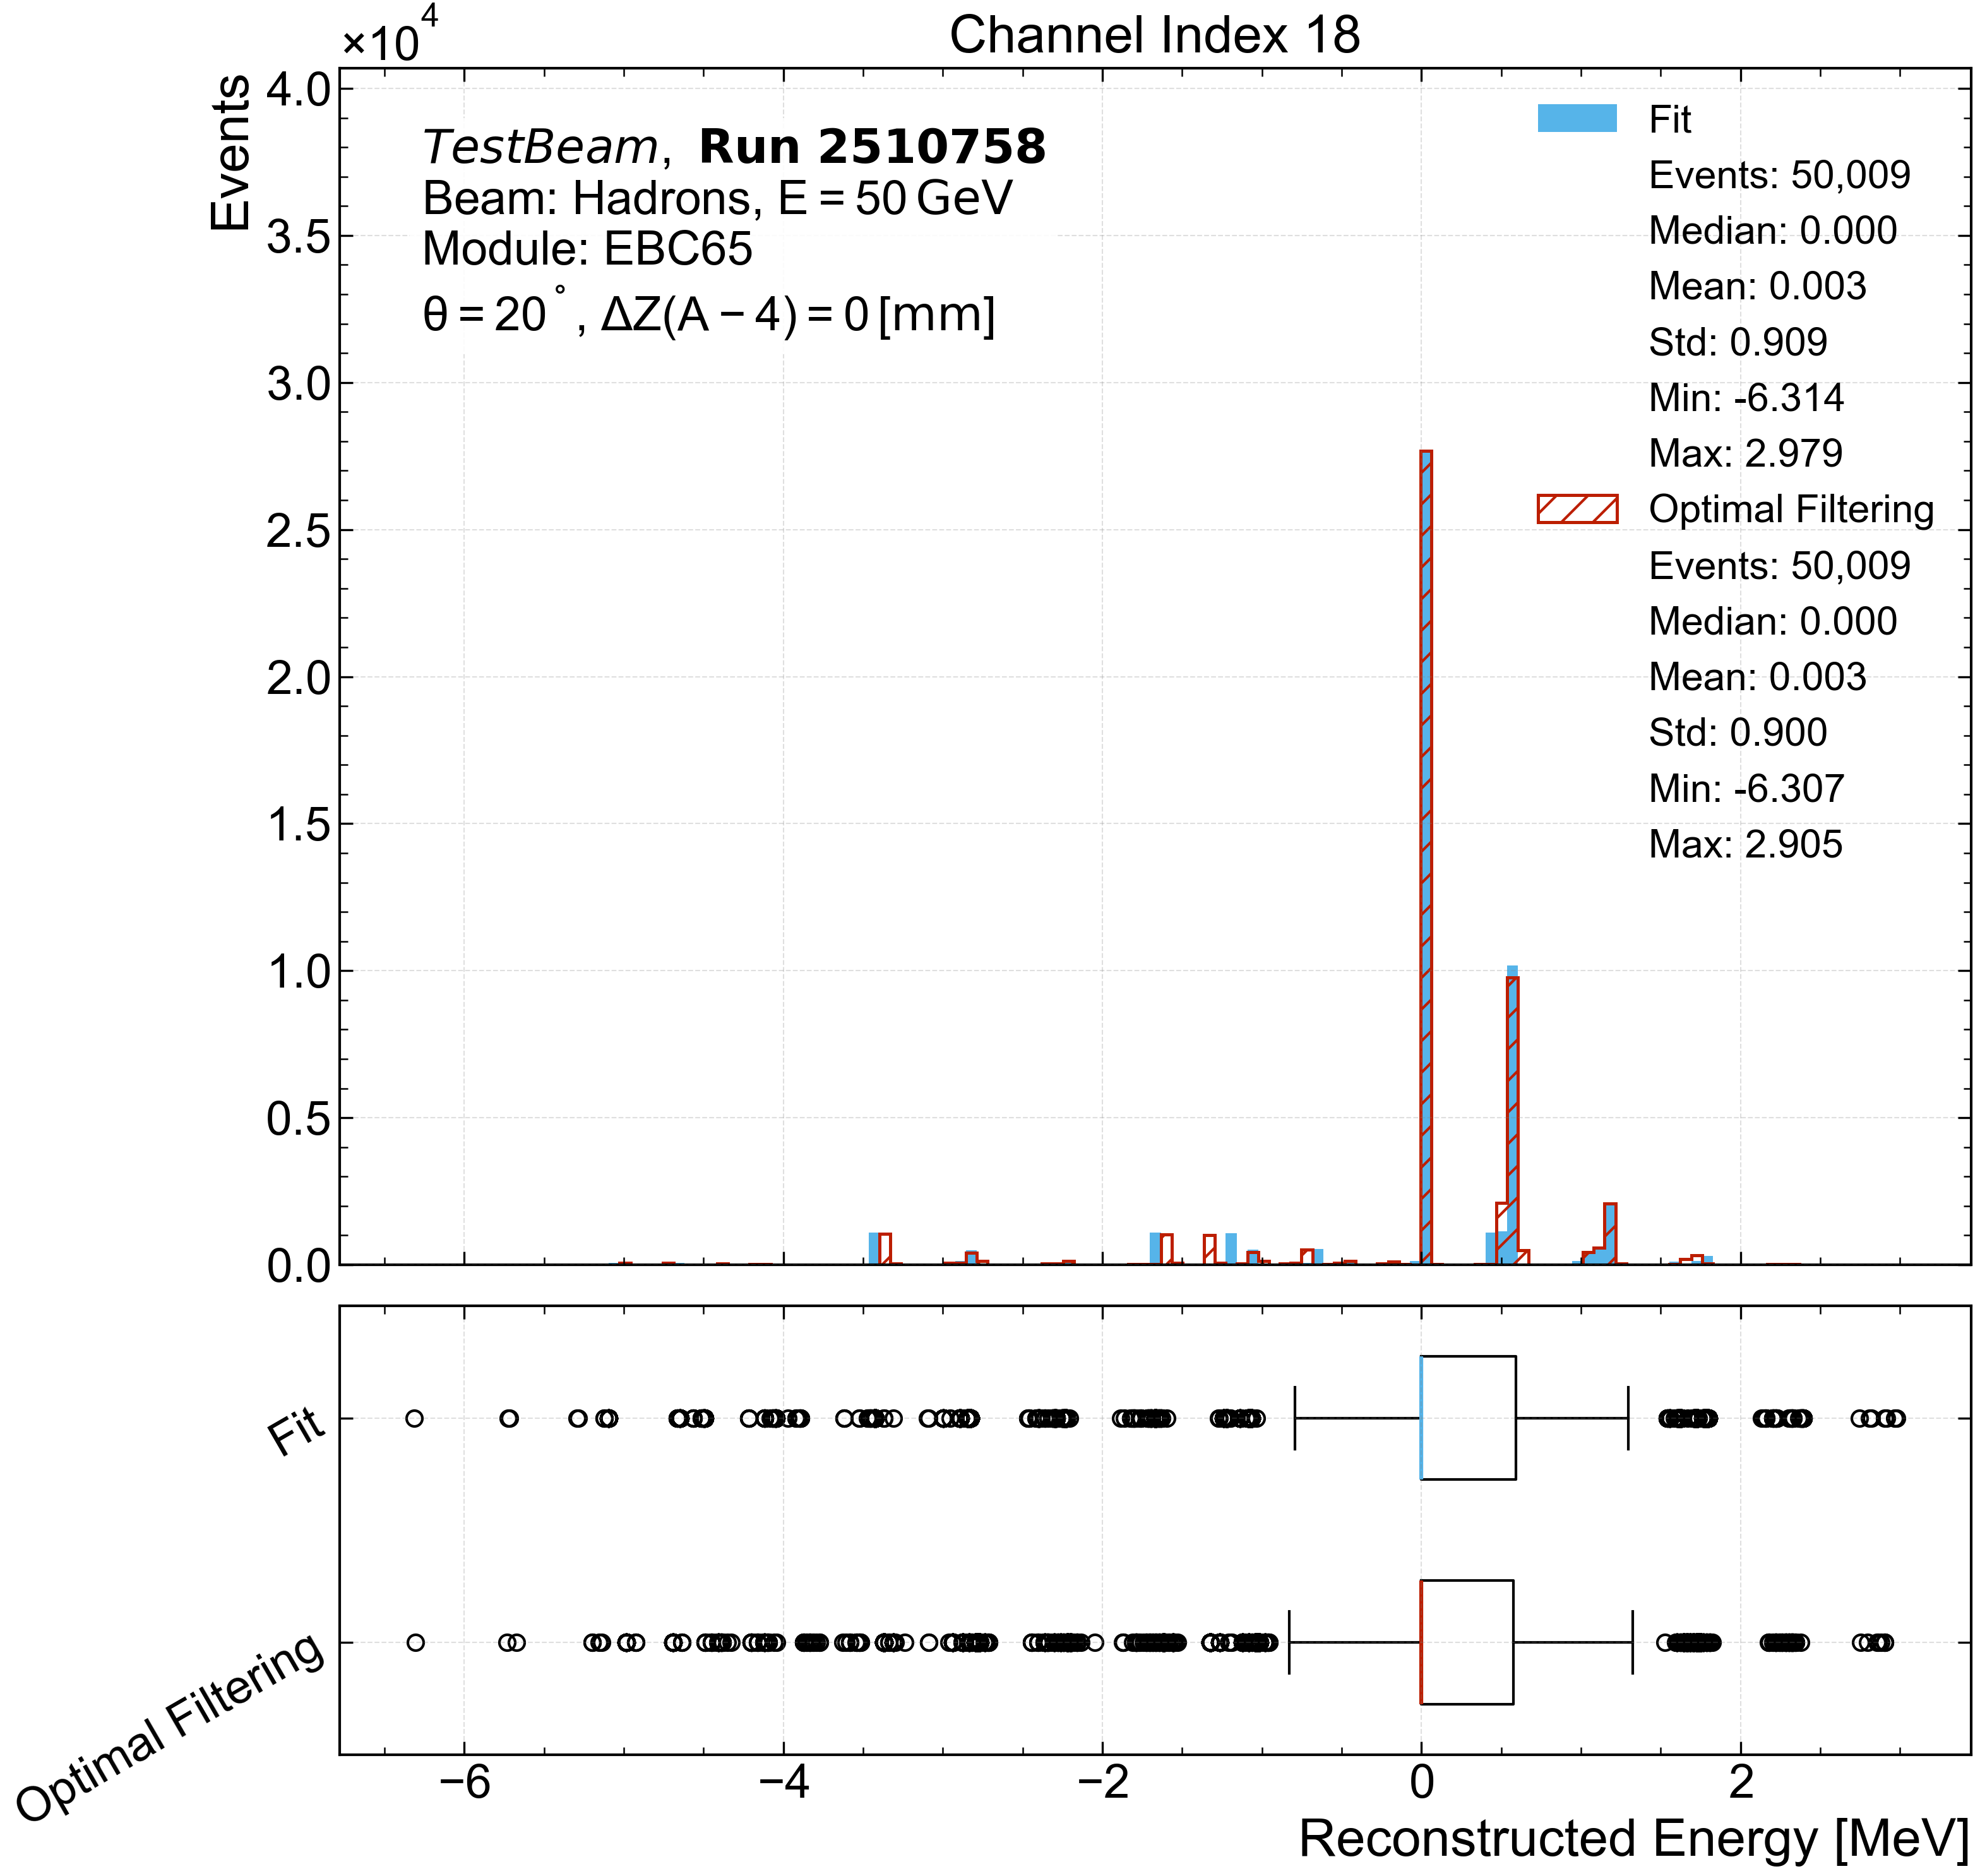 Channel Index 18
×10⁴
Events
4.0
3.5
3.0
2.5
2.0
1.5
1.0
0.5
0.0
TestBeam, Run 2510758
Beam: Hadrons, E = 50 GeV
Module: EBC65
θ = 20°, ΔZ(A − 4) = 0 [mm]
Fit
Events: 50,009
Median: 0.000
Mean: 0.003
Std: 0.909
Min: -6.314
Max: 2.979
Optimal Filtering
Events: 50,009
Median: 0.000
Mean: 0.003
Std: 0.900
Min: -6.307
Max: 2.905
Fit
Optimal Filtering
−6 −4 −2 0 2
Reconstructed Energy [MeV]